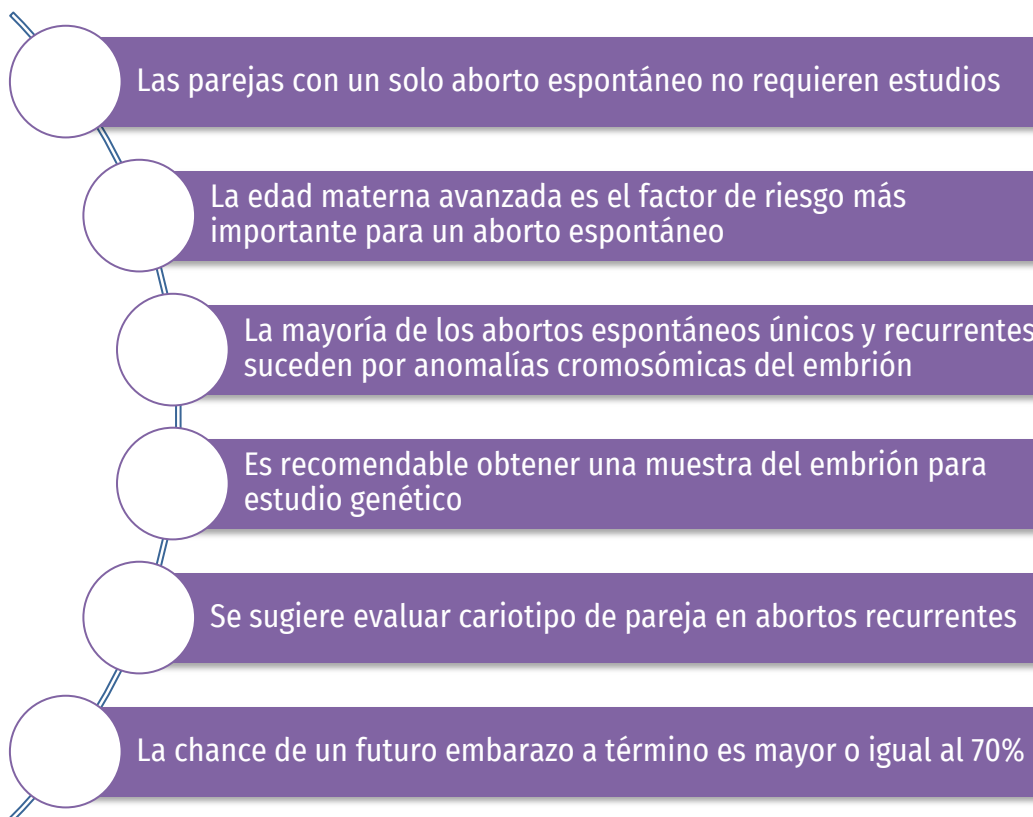 Las parejas con un solo aborto espontáneo no requieren estudios
La edad materna avanzada es el factor de riesgo más
importante para un aborto espontáneo
La mayoría de los abortos espontáneos únicos y recurrentes
suceden por anomalías cromosómicas del embrión
Es recomendable obtener una muestra del embrión para
estudio genético
Se sugiere evaluar cariotipo de pareja en abortos recurrentes
La chance de un futuro embarazo a término es mayor o igual al 70%